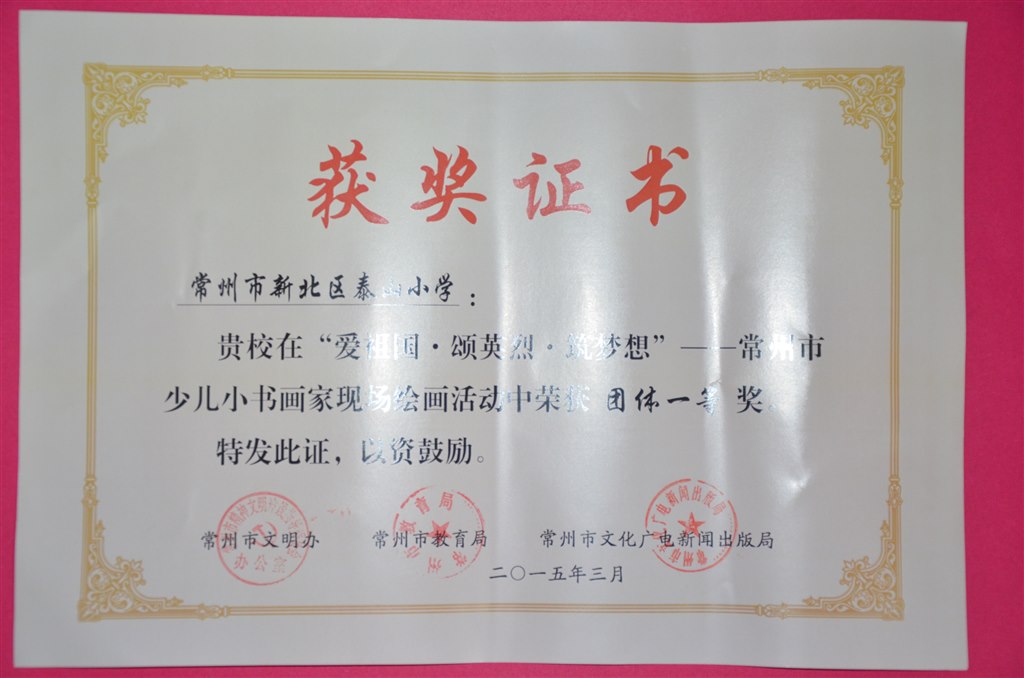 获奖证书
常州市新北区泰山小学：
贵校在“爱祖国·颂英烈·筑梦想”——常州市
少儿小书画家现场绘画活动中荣获 团体一等 奖。
特发此证，以资鼓励。
常州市文明办 常州市教育局 常州市文化广电新闻出版局
二〇一五年三月
办公室